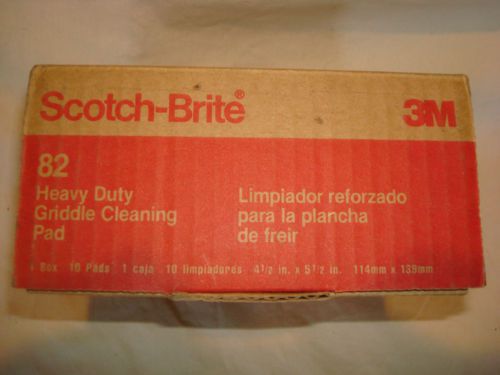 Scotch-Brite® 3M
82
Heavy Duty
Griddle Cleaning
Pad
Limpiador reforzado
para la plancha
de freir
1 Box 10 Pads 1 caja 10 limpiadores 4 1/2 in. x 5 1/2 in. 114mm x 139mm